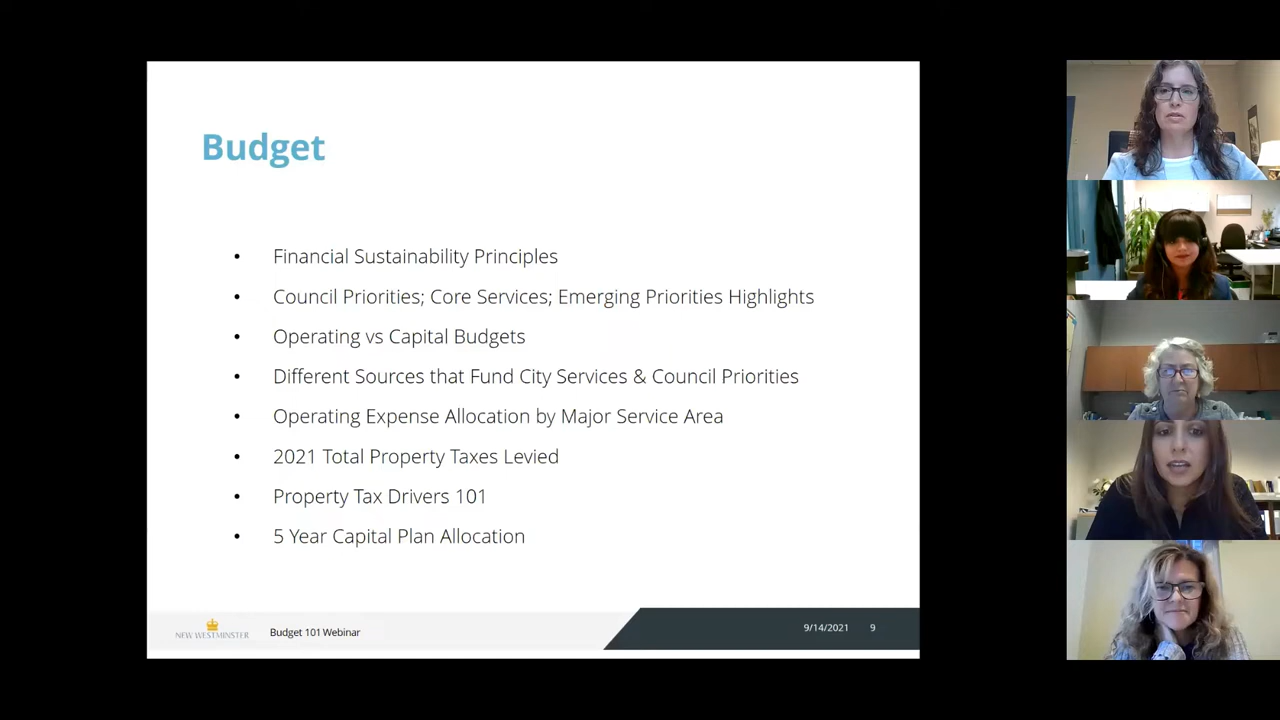 Budget
• Financial Sustainability Principles
• Council Priorities; Core Services; Emerging Priorities Highlights
• Operating vs Capital Budgets
• Different Sources that Fund City Services & Council Priorities
• Operating Expense Allocation by Major Service Area
• 2021 Total Property Taxes Levied
• Property Tax Drivers 101
• 5 Year Capital Plan Allocation
NEW WESTMINSTER
Budget 101 Webinar
9/14/2021 9